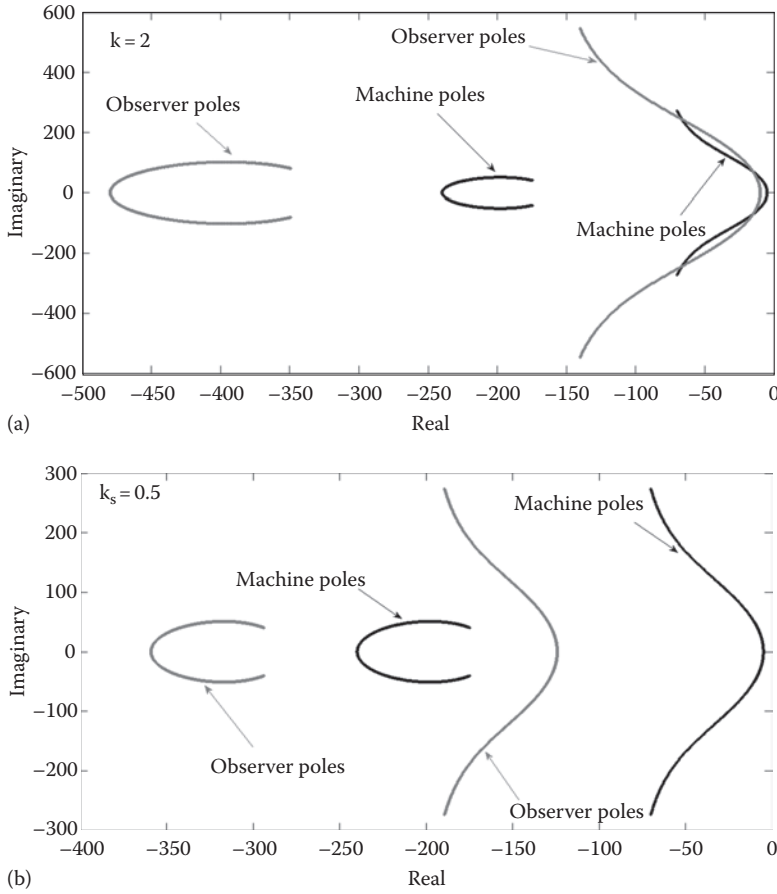 600
k = 2
Observer poles
400
Machine poles
Observer poles
200
0
Imaginary
Machine poles
−200
−400
−600
−500 −450 −400 −350 −300 −250 −200 −150 −100 −50 0
(a)
Real
300
k_s = 0.5
Machine poles
200
Machine poles
100
0
Imaginary
−100
Observer poles
−200
Observer poles
−300
−400 −350 −300 −250 −200 −150 −100 −50 0
(b)
Real